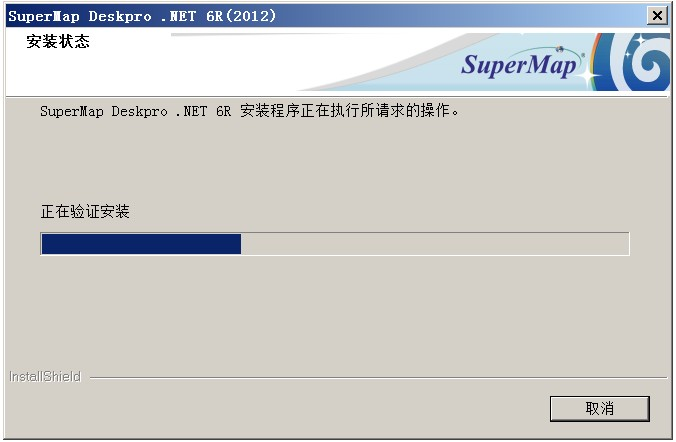 SuperMap Deskpro .NET 6R(2012)
安装状态
SuperMap
SuperMap Deskpro .NET 6R 安装程序正在执行所请求的操作。
正在验证安装
InstallShield
取消